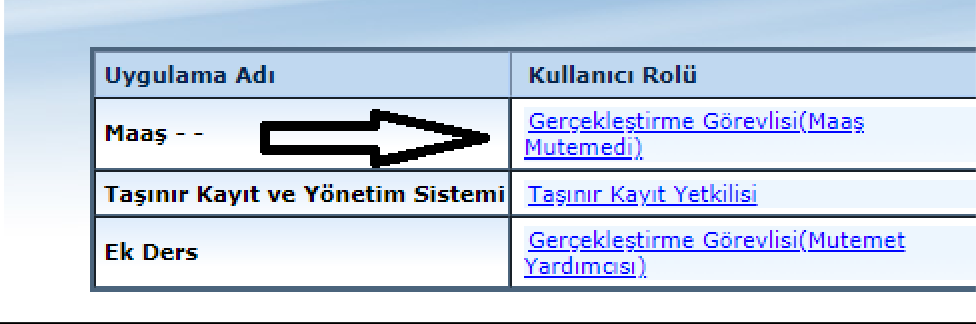 Uygulama Adı
Kullanıcı Rolü
Maaş - -
Gerçekleştirme Görevlisi(Maaş
Mutemedi)
Taşınır Kayıt ve Yönetim Sistemi
Taşınır Kayıt Yetkilisi
Ek Ders
Gerçekleştirme Görevlisi(Mutemet
Yardımcısı)